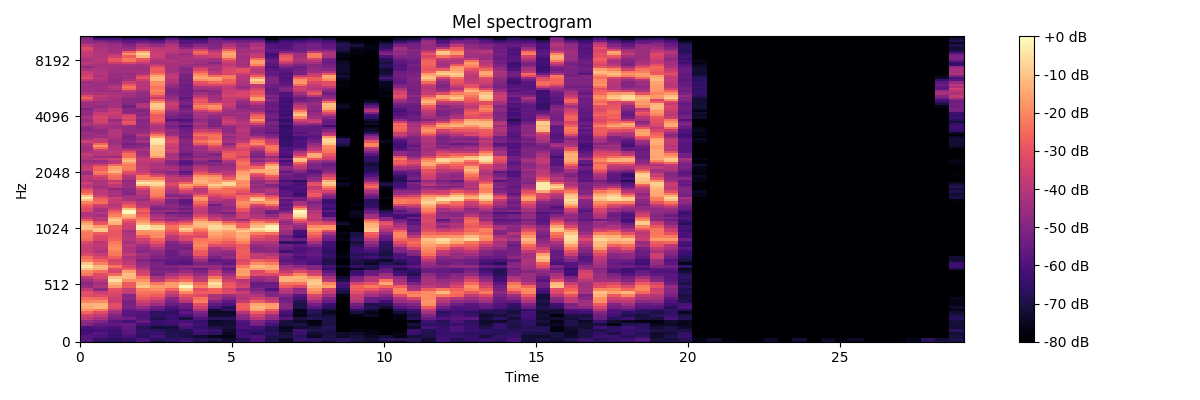 Mel spectrogram
+0 dB
8192
-10 dB
4096
-20 dB
-30 dB
Hz
2048
-40 dB
1024
-50 dB
-60 dB
512
-70 dB
0
-80 dB
0 5 10 15 20 25
Time